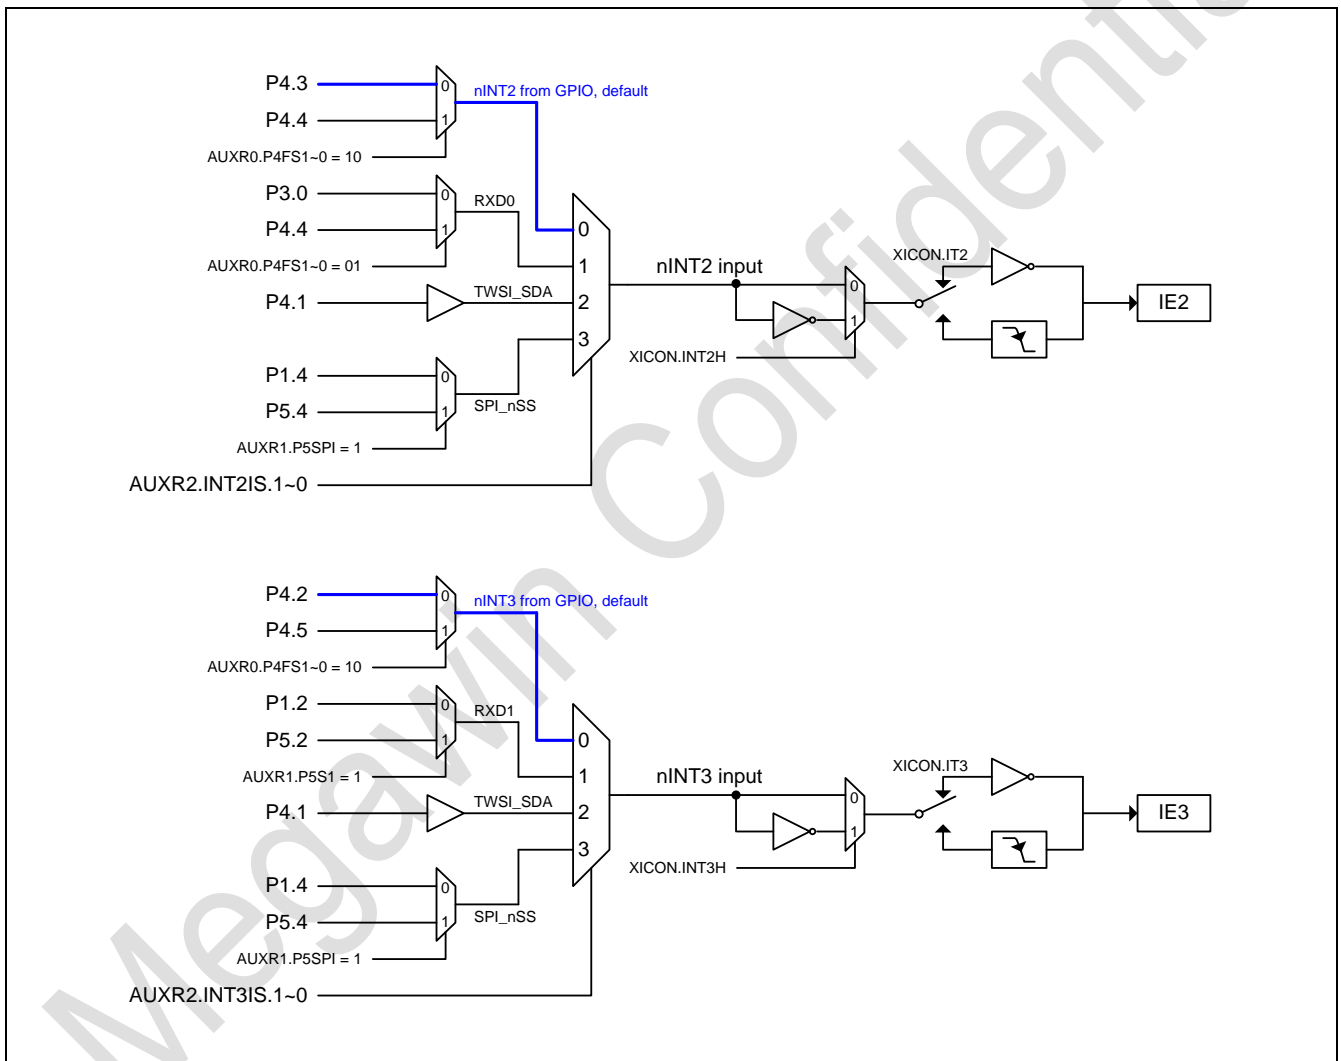 P4.3
0
nINT2 from GPIO, default
P4.4
1
AUXR0.P4FS1~0 = 10
P3.0
0
RXD0
P4.4
1
AUXR0.P4FS1~0 = 01
P4.1
TWSI_SDA
0
1
2
3
nINT2 input
0
1
XICON.INT2H
XICON.IT2
IE2
P1.4
0
P5.4
1
SPI_nSS
AUXR1.P5SPI = 1
AUXR2.INT2IS.1~0
P4.2
0
nINT3 from GPIO, default
P4.5
1
AUXR0.P4FS1~0 = 10
P1.2
0
RXD1
P5.2
1
AUXR1.P5S1 = 1
P4.1
TWSI_SDA
0
1
2
3
nINT3 input
0
1
XICON.INT3H
XICON.IT3
IE3
P1.4
0
P5.4
1
SPI_nSS
AUXR1.P5SPI = 1
AUXR2.INT3IS.1~0
Megawin Confidential